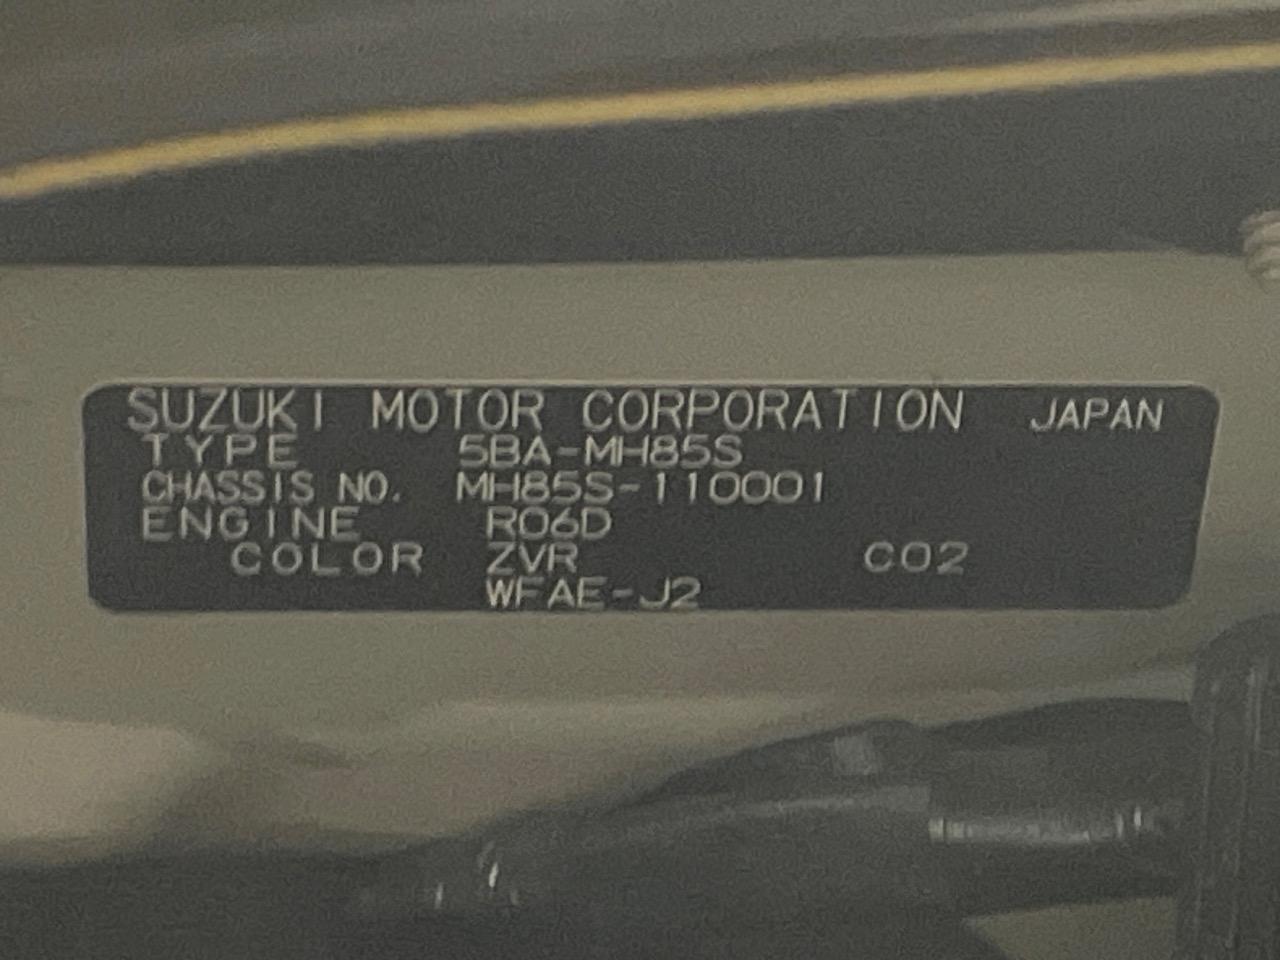 SUZUKI MOTOR CORPORATION JAPAN
TYPE 5BA-MH85S
CHASSIS NO. MH85S-110001
ENGINE R06D
COLOR ZVR C02
WFAE-J2